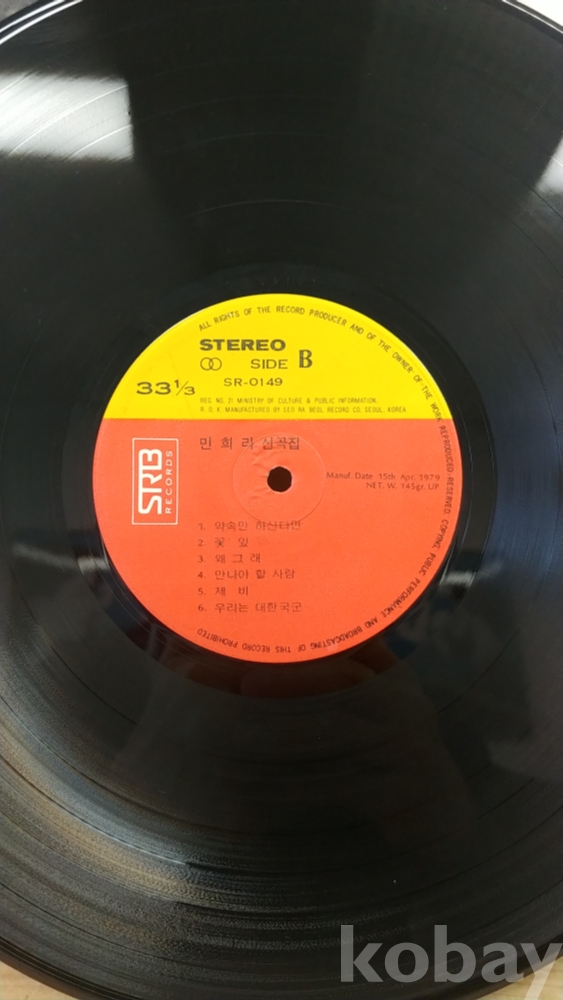 ALL RIGHTS OF THE RECORD PRODUCER AND OF THE OWNER OF THE WORK REPRODUCED RESERVED COPYING, PUBLIC PERFORMANCE AND BROADCASTING OF THIS RECORD PROHIBITED
STEREO
SIDE B
33 1/3
SR-0149
REG. NO. 21 MINISTRY OF CULTURE & PUBLIC INFORMATION.
R. O. K. MANUFACTURED BY SEO RA BEUL RECORD CO. SEOUL, KOREA
SRB
RECORDS
민 희 라 신곡집
Manuf. Date 15th Apr. 1979
NET. W. 145gr. UP
1. 약속만 하신다면
2. 꽃 잎
3. 왜 그 래
4. 만나야 할 사람
5. 제 비
6. 우리는 대한국군
kobay